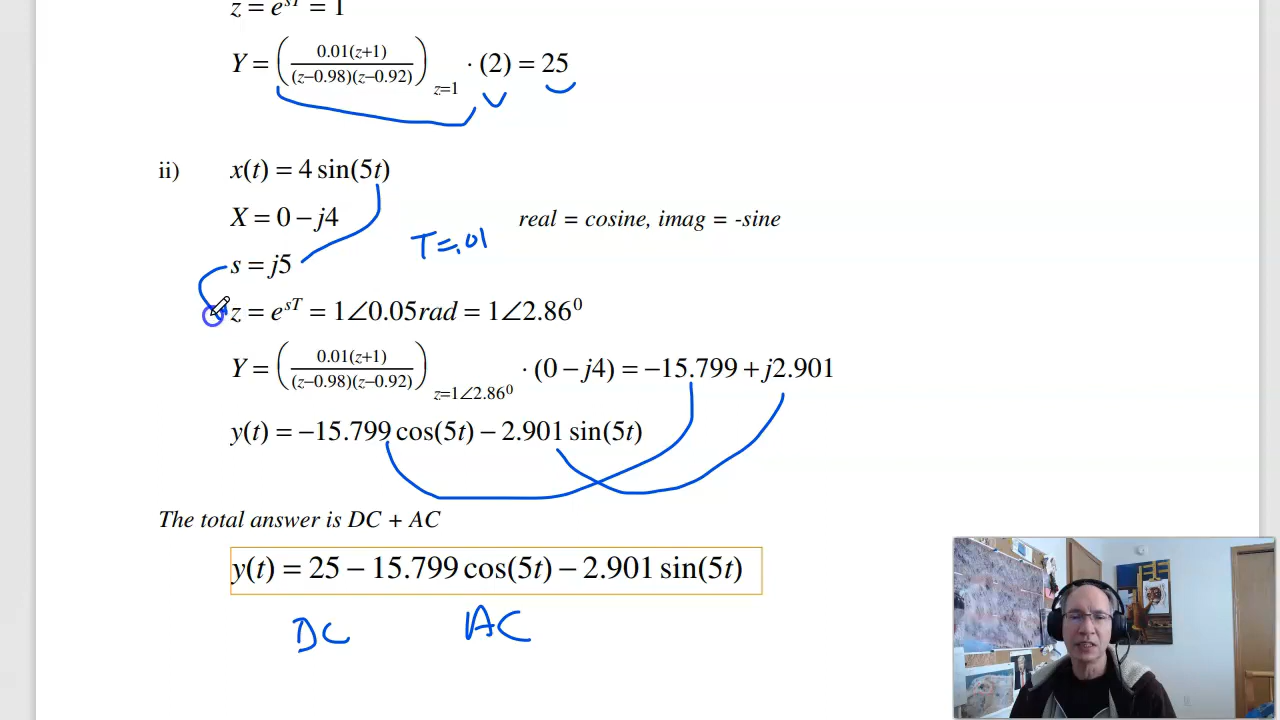 z = e^{sT} = 1
Y = ( 0.01(z+1) / (z−0.98)(z−0.92) )_{z=1} · (2) = 25
ii) x(t) = 4 sin(5t)
X = 0 − j4 real = cosine, imag = -sine
T=.01
s = j5
z = e^{sT} = 1∠0.05rad = 1∠2.86⁰
Y = ( 0.01(z+1) / (z−0.98)(z−0.92) )_{z=1∠2.86⁰} · (0 − j4) = −15.799 + j2.901
y(t) = −15.799 cos(5t) − 2.901 sin(5t)
The total answer is DC + AC
y(t) = 25 − 15.799 cos(5t) − 2.901 sin(5t)
DC AC